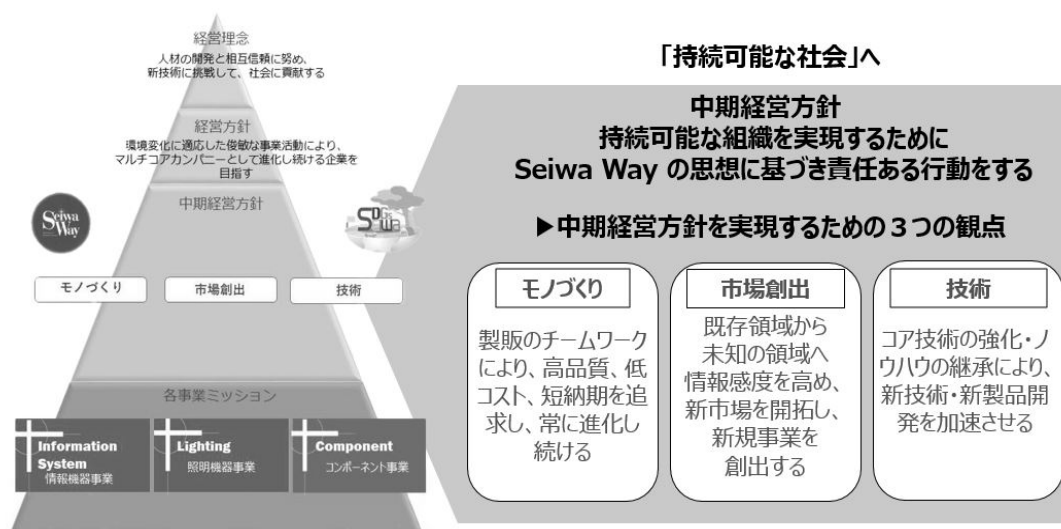 経営理念
人材の開発と相互信頼に努め、
新技術に挑戦して、社会に貢献する
経営方針
環境変化に適応した俊敏な事業活動により、
マルチコアカンパニーとして進化し続ける企業を
目指す
中期経営方針
Seiwa
Way
SDGs
モノづくり
市場創出
技術
各事業ミッション
Information
System
情報機器事業
Lighting
照明機器事業
Component
コンポーネント事業
「持続可能な社会」へ
中期経営方針
持続可能な組織を実現するために
Seiwa Way の思想に基づき責任ある行動をする
▶中期経営方針を実現するための３つの観点
モノづくり
製販のチームワーク
により、高品質、低
コスト、短納期を追
求し、常に進化し
続ける
市場創出
既存領域から
未知の領域へ
情報感度を高め、
新市場を開拓し、
新規事業を
創出する
技術
コア技術の強化・ノ
ウハウの継承により、
新技術・新製品開
発を加速させる